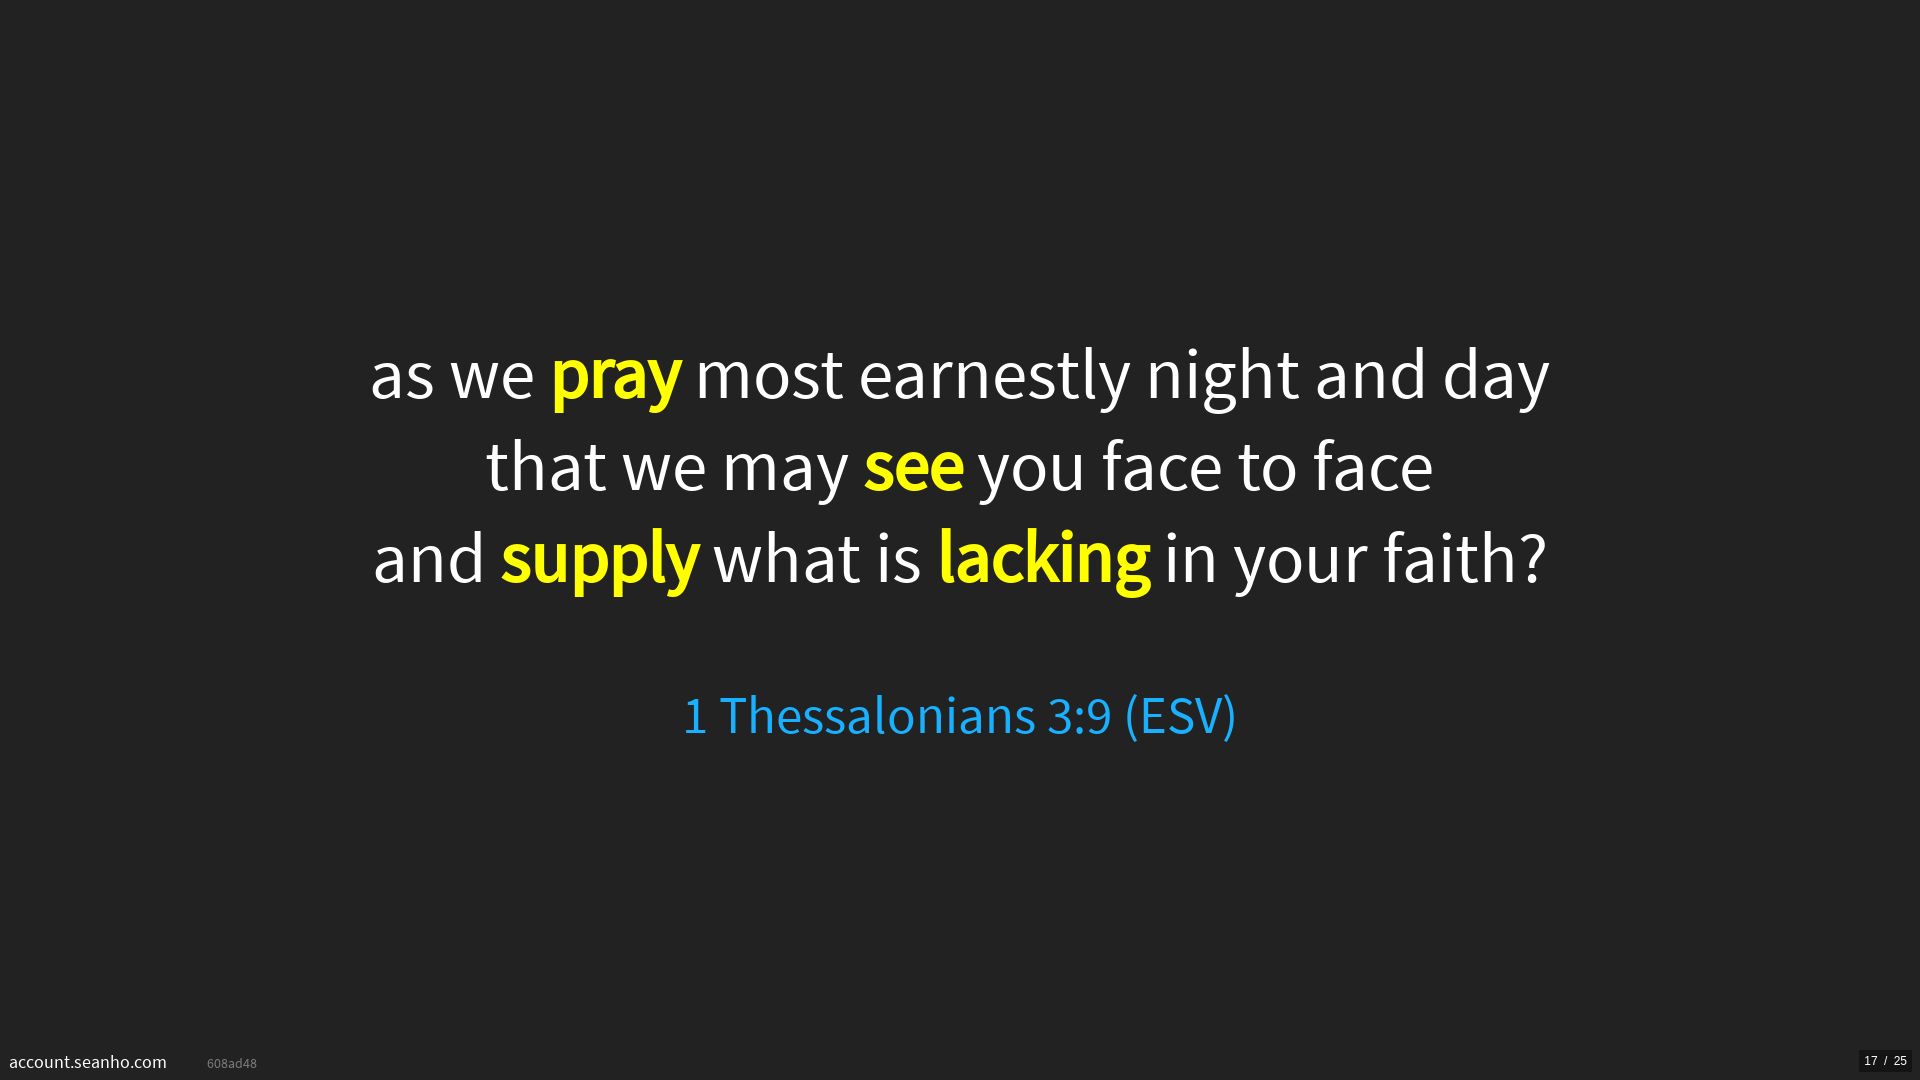 as we pray most earnestly night and day
that we may see you face to face
and supply what is lacking in your faith?
1 Thessalonians 3:9 (ESV)
account.seanho.com 608ad48
17 / 25